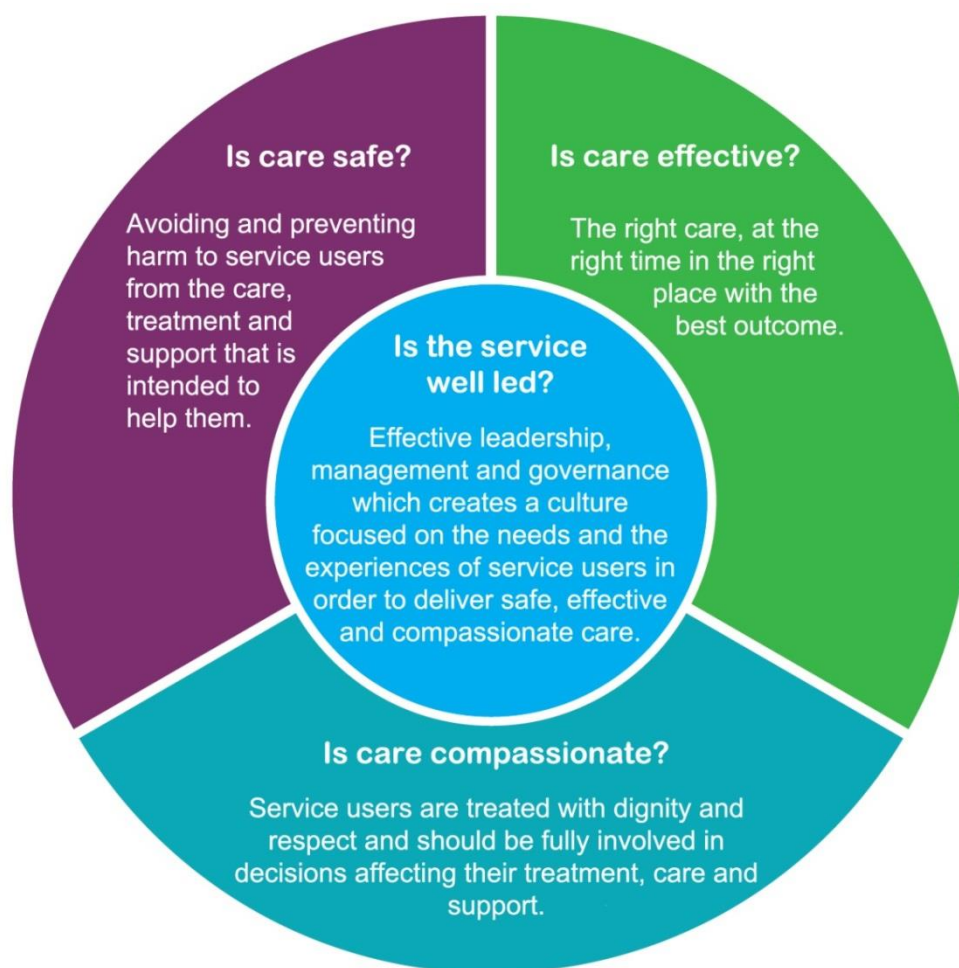 Is care safe?
Avoiding and preventing
harm to service users
from the care,
treatment and
support that is
intended to
help them.
Is care effective?
The right care, at the
right time in the right
place with the
best outcome.
Is the service
well led?
Effective leadership,
management and governance
which creates a culture
focused on the needs and the
experiences of service users in
order to deliver safe, effective
and compassionate care.
Is care compassionate?
Service users are treated with dignity and
respect and should be fully involved in
decisions affecting their treatment, care and
support.